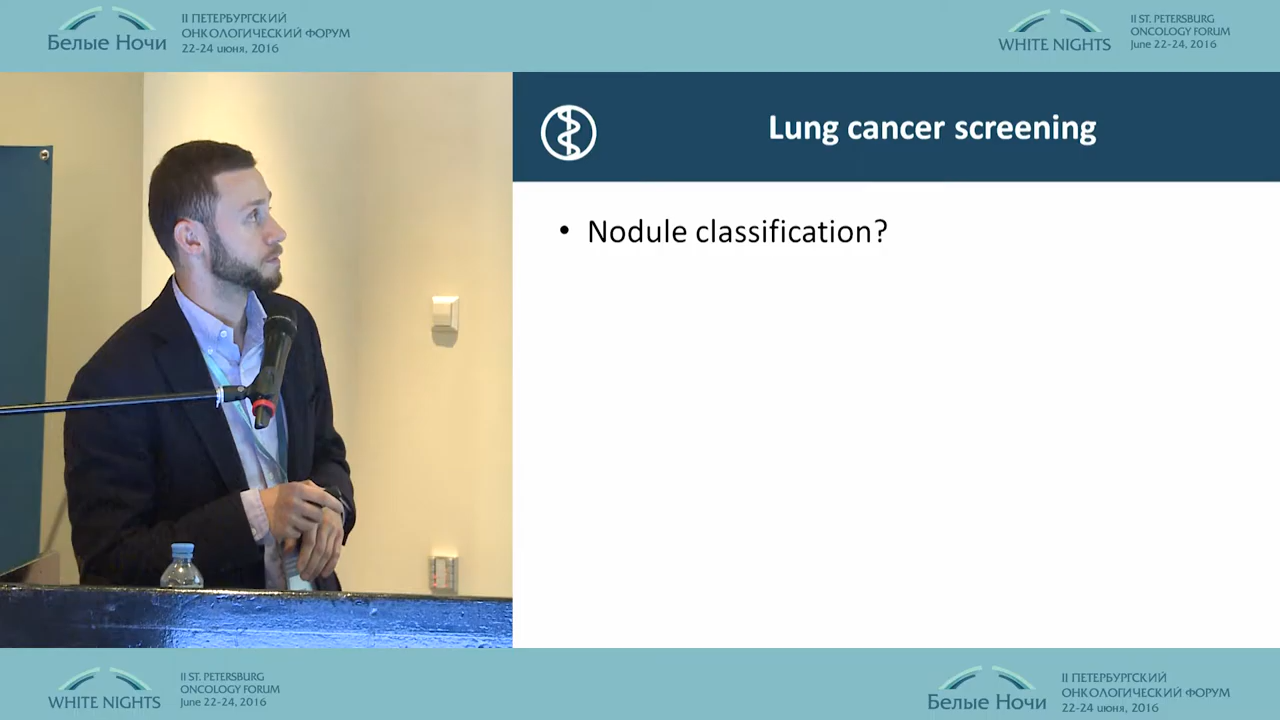 Белые Ночи
II ПЕТЕРБУРГСКИЙ
ОНКОЛОГИЧЕСКИЙ ФОРУМ
22-24 июня, 2016
WHITE NIGHTS
II ST. PETERSBURG
ONCOLOGY FORUM
June 22-24, 2016
Lung cancer screening
• Nodule classification?
WHITE NIGHTS
II ST. PETERSBURG
ONCOLOGY FORUM
June 22-24, 2016
Белые Ночи
II ПЕТЕРБУРГСКИЙ
ОНКОЛОГИЧЕСКИЙ ФОРУМ
22-24 июня, 2016